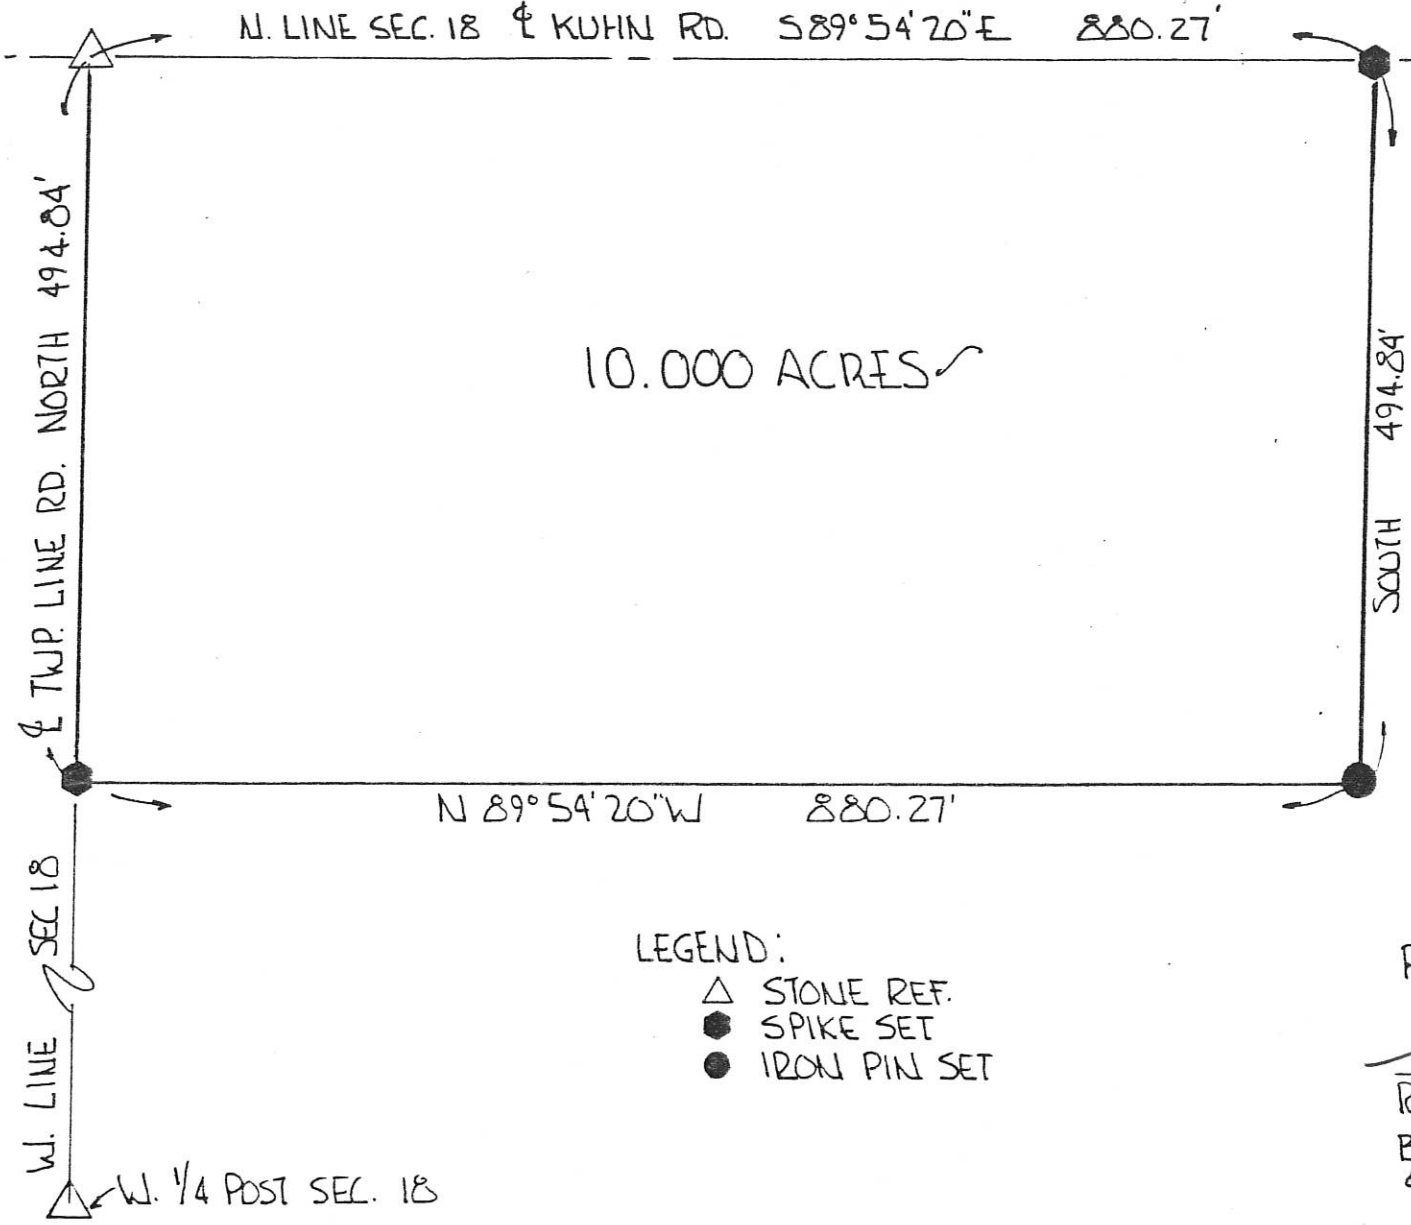 N. LINE SEC. 18 ℄ KUHN RD. S89°54'20"E 880.27'
℄ TWP. LINE RD. NORTH 494.84'
10.000 ACRES
SOUTH 494.84'
N 89°54'20"W 880.27'
W. LINE SEC 18
LEGEND:
△ STONE REF.
⬢ SPIKE SET
● IRON PIN SET
W. 1/4 POST SEC. 18